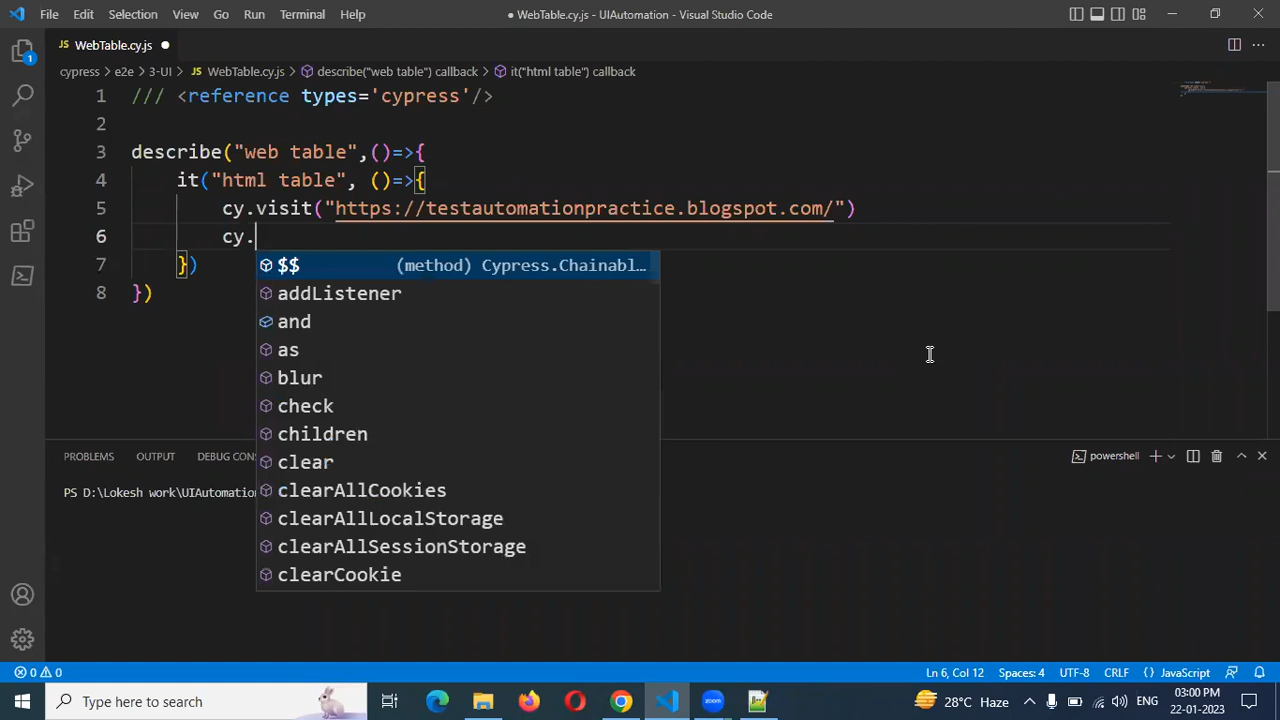 File Edit Selection View Go Run Terminal Help
● WebTable.cy.js - UIAutomation - Visual Studio Code
JS WebTable.cy.js ●
cypress > e2e > 3-UI > JS WebTable.cy.js > describe("web table") callback > it("html table") callback
1 /// <reference types='cypress'/>
2
3 describe("web table",()=>{
4 it("html table", ()=>{
5 cy.visit("https://testautomationpractice.blogspot.com/")
6 cy.
7 })
8 })
$$ (method) Cypress.Chainabl…
addListener
and
as
blur
check
children
clear
clearAllCookies
clearAllLocalStorage
clearAllSessionStorage
clearCookie
PROBLEMS OUTPUT DEBUG CON
powershell
PS D:\Lokesh work\UIAutomation
1
0 0
Ln 6, Col 12 Spaces: 4 UTF-8 CRLF {} JavaScript
Type here to search
28°C Haze
ENG
03:00 PM
22-01-2023